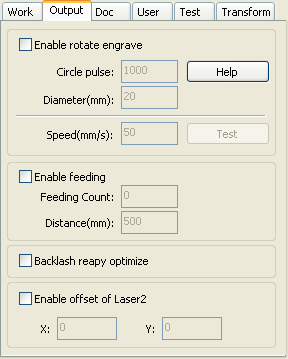 Work Output Doc User Test Transform
Enable rotate engrave
Circle pulse: 1000 Help
Diameter(mm): 20
Speed(mm/s): 50 Test
Enable feeding
Feeding Count: 0
Distance(mm): 500
Backlash reapy optimize
Enable offset of Laser2
X: 0 Y: 0